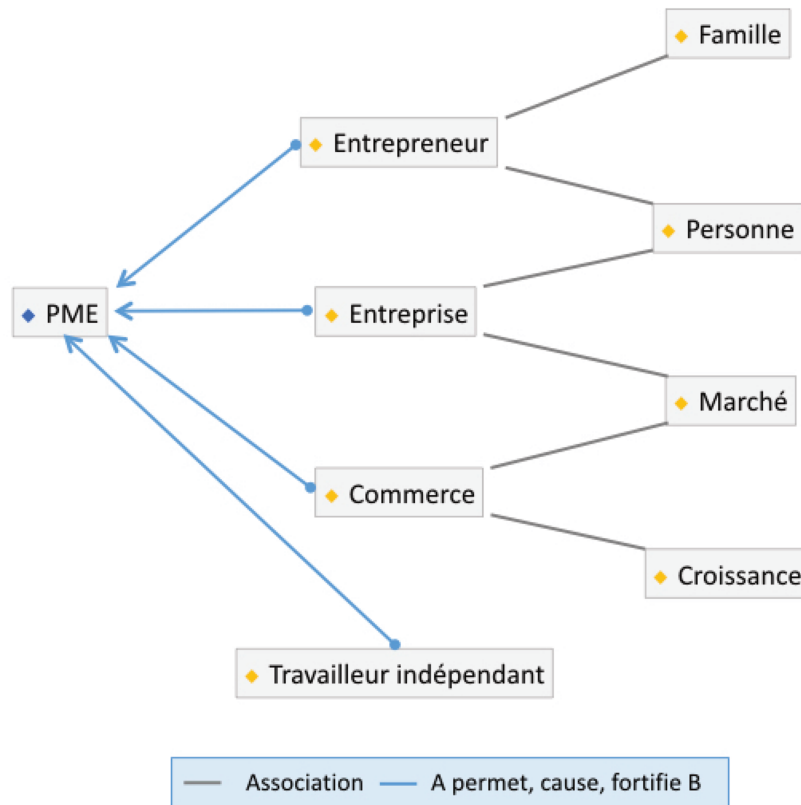 Famille
Entrepreneur
Personne
PME
Entreprise
Marché
Commerce
Croissance
Travailleur indépendant
Association
A permet, cause, fortifie B